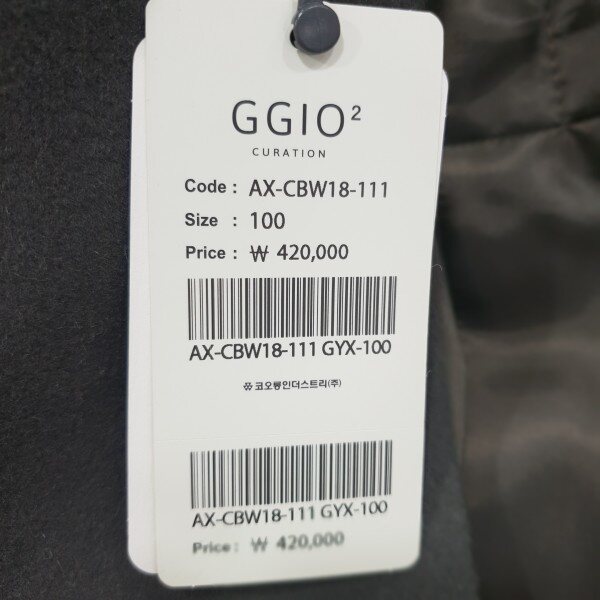 GGIO²
CURATION
Code : AX-CBW18-111
Size : 100
Price : ₩ 420,000
AX-CBW18-111 GYX-100
코오롱인더스트리(주)
AX-CBW18-111 GYX-100
Price : ₩ 420,000